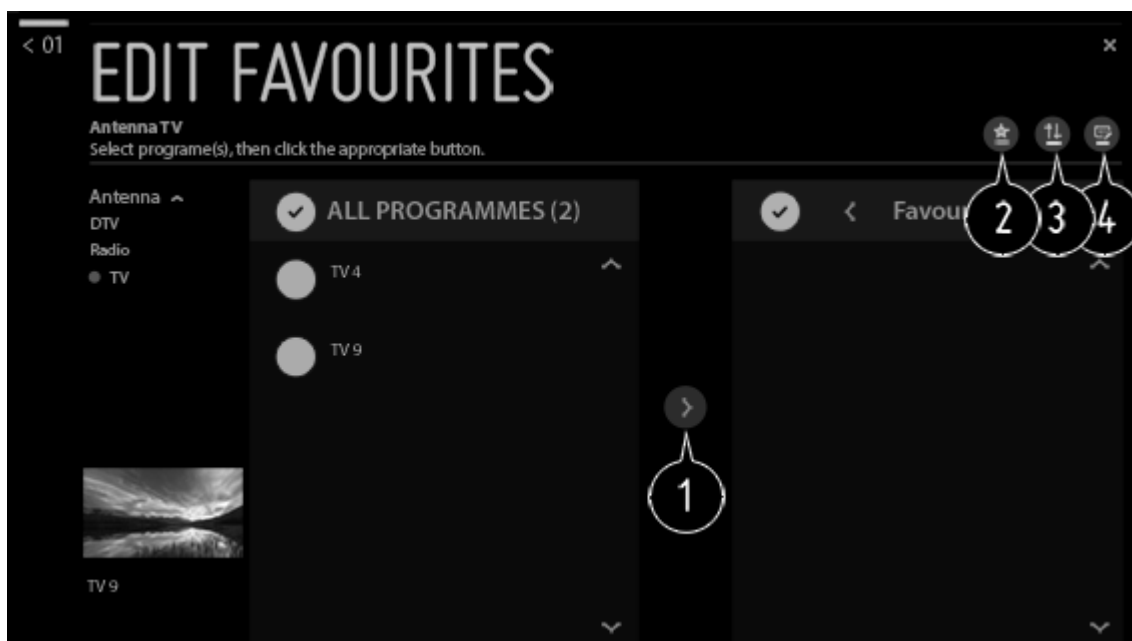 < 01
EDIT FAVOURITES
×
Antenna TV
Select programe(s), then click the appropriate button.
Antenna
DTV
Radio
TV
ALL PROGRAMMES (2)
TV 4
TV 9
< Favour
2
3
4
>
1
TV 9